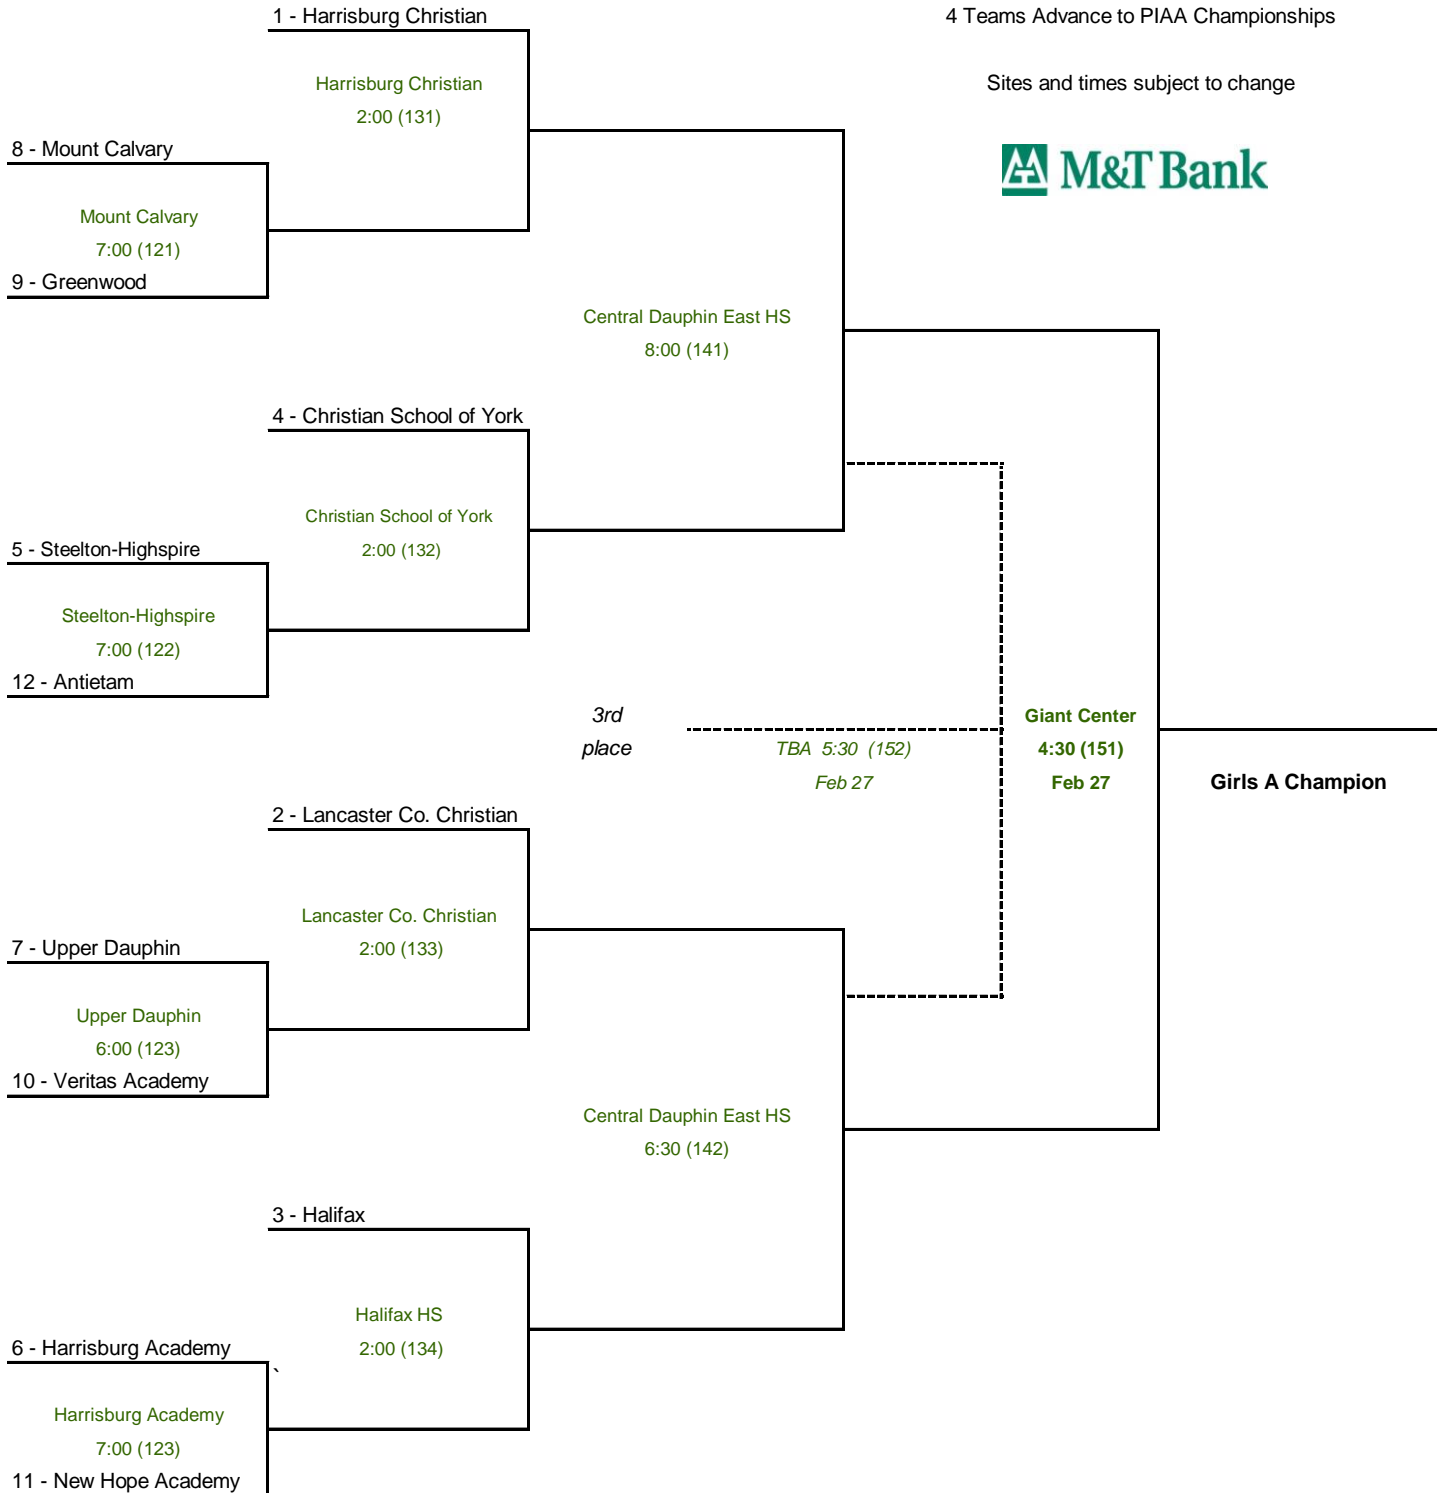 1 - Harrisburg Christian
4 Teams Advance to PIAA Championships
Harrisburg Christian
2:00 (131)
Sites and times subject to change
8 - Mount Calvary
M&T Bank
Mount Calvary
7:00 (121)
9 - Greenwood
Central Dauphin East HS
8:00 (141)
4 - Christian School of York
Christian School of York
2:00 (132)
5 - Steelton-Highspire
Steelton-Highspire
7:00 (122)
12 - Antietam
3rd
place
TBA 5:30 (152)
Feb 27
Giant Center
4:30 (151)
Feb 27
Girls A Champion
2 - Lancaster Co. Christian
Lancaster Co. Christian
2:00 (133)
7 - Upper Dauphin
Upper Dauphin
6:00 (123)
10 - Veritas Academy
Central Dauphin East HS
6:30 (142)
3 - Halifax
Halifax HS
2:00 (134)
6 - Harrisburg Academy
`
Harrisburg Academy
7:00 (123)
11 - New Hope Academy